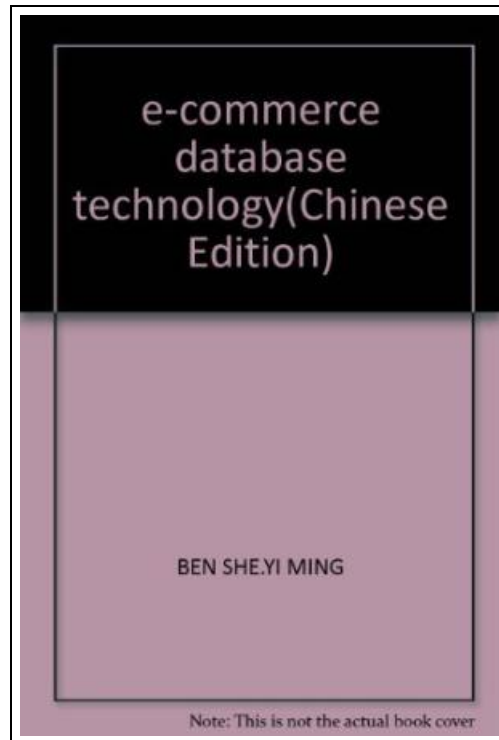 e-commerce
database
technology(Chinese
Edition)
BEN SHE.YI MING
Note: This is not the actual book cover